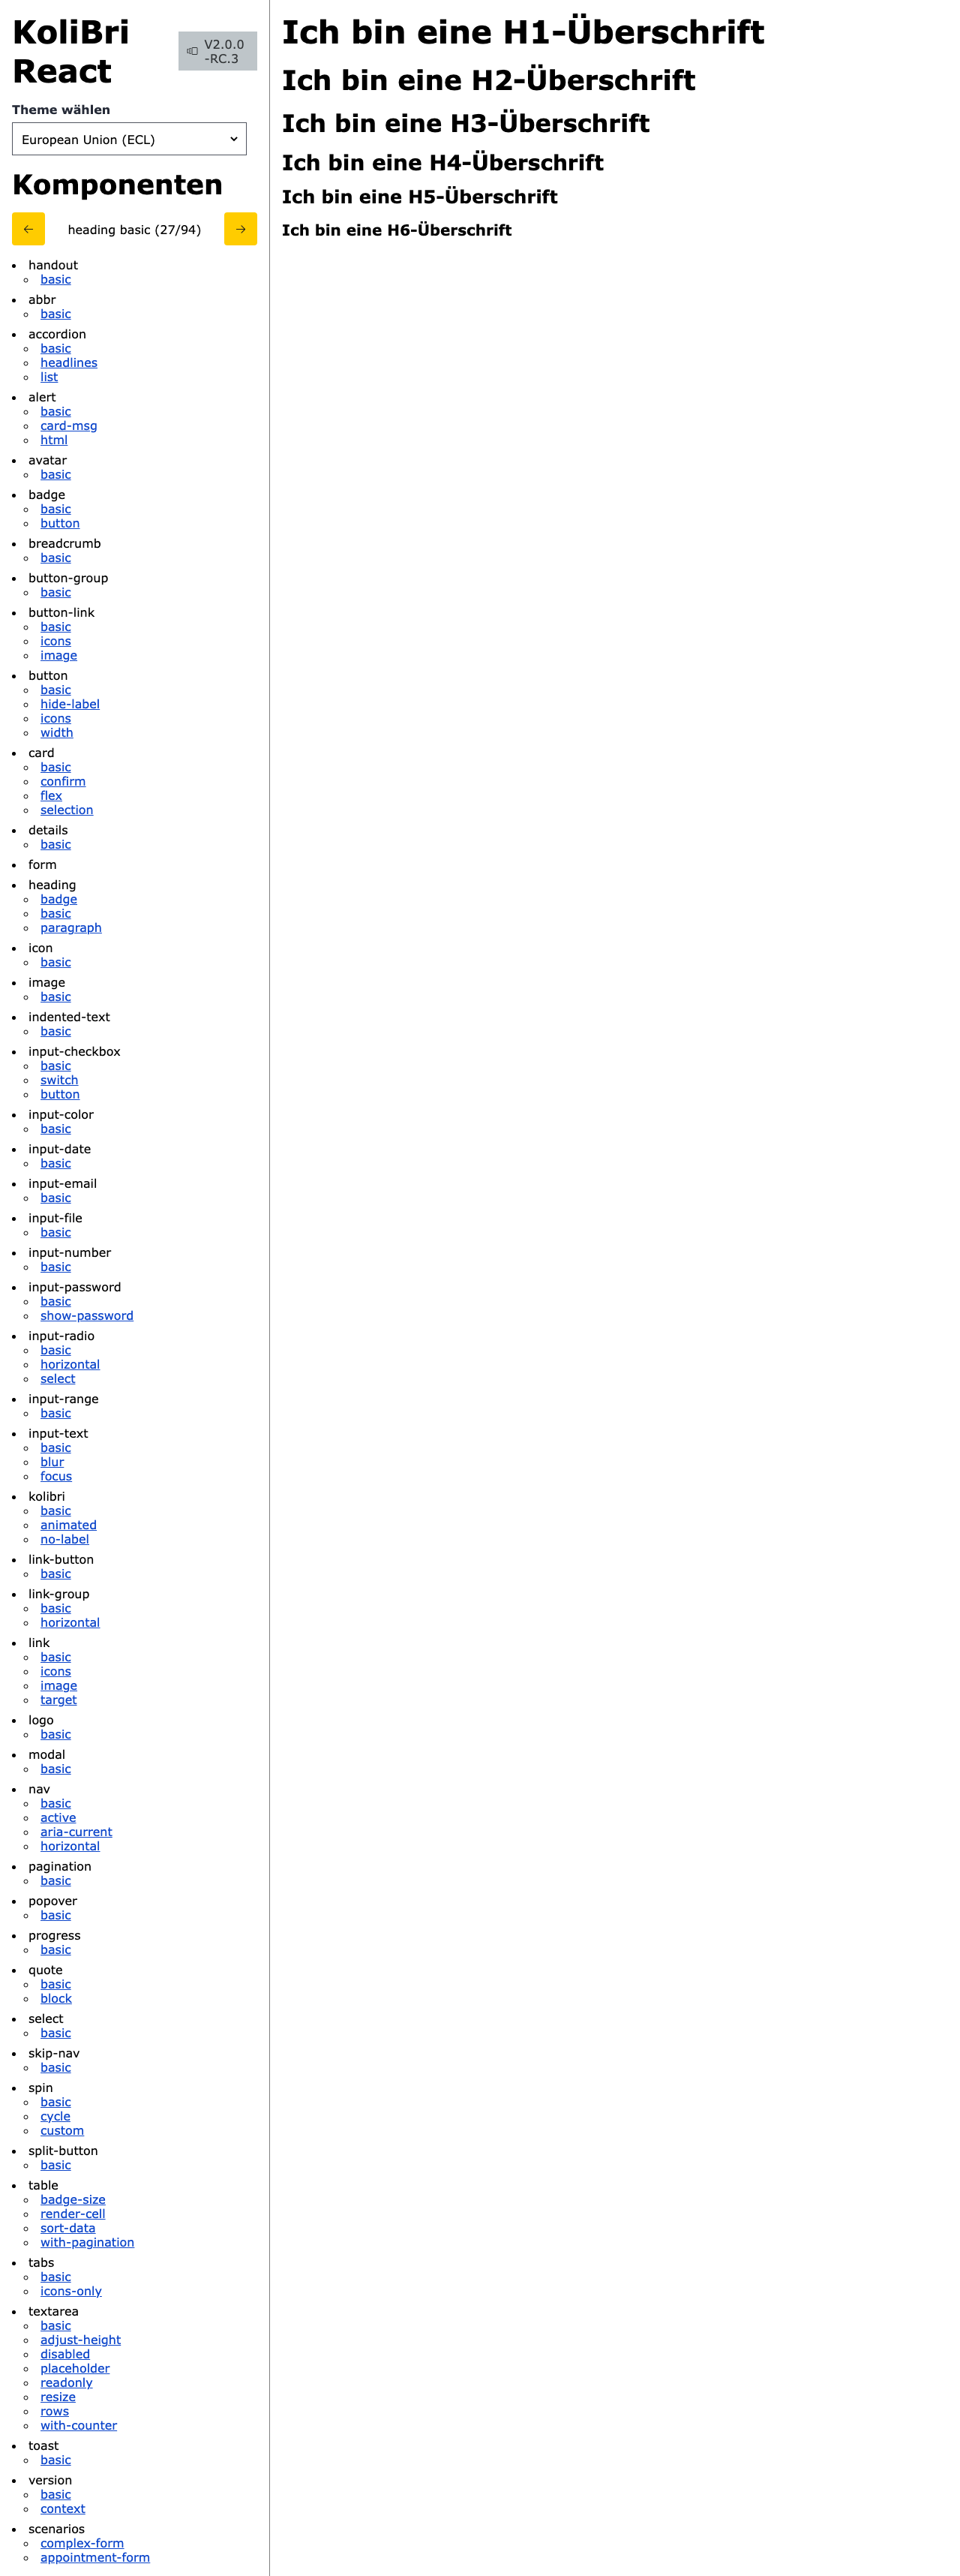 KoliBri
React
V2.0.0
-RC.3
Theme wählen
European Union (ECL)
Komponenten
← heading basic (27/94) →
handout
basic
abbr
basic
accordion
basic
headlines
list
alert
basic
card-msg
html
avatar
basic
badge
basic
button
breadcrumb
basic
button-group
basic
button-link
basic
icons
image
button
basic
hide-label
icons
width
card
basic
confirm
flex
selection
details
basic
form
heading
badge
basic
paragraph
icon
basic
image
basic
indented-text
basic
input-checkbox
basic
switch
button
input-color
basic
input-date
basic
input-email
basic
input-file
basic
input-number
basic
input-password
basic
show-password
input-radio
basic
horizontal
select
input-range
basic
input-text
basic
blur
focus
kolibri
basic
animated
no-label
link-button
basic
link-group
basic
horizontal
link
basic
icons
image
target
logo
basic
modal
basic
nav
basic
active
aria-current
horizontal
pagination
basic
popover
basic
progress
basic
quote
basic
block
select
basic
skip-nav
basic
spin
basic
cycle
custom
split-button
basic
table
badge-size
render-cell
sort-data
with-pagination
tabs
basic
icons-only
textarea
basic
adjust-height
disabled
placeholder
readonly
resize
rows
with-counter
toast
basic
version
basic
context
scenarios
complex-form
appointment-form
Ich bin eine H1-Überschrift
Ich bin eine H2-Überschrift
Ich bin eine H3-Überschrift
Ich bin eine H4-Überschrift
Ich bin eine H5-Überschrift
Ich bin eine H6-Überschrift